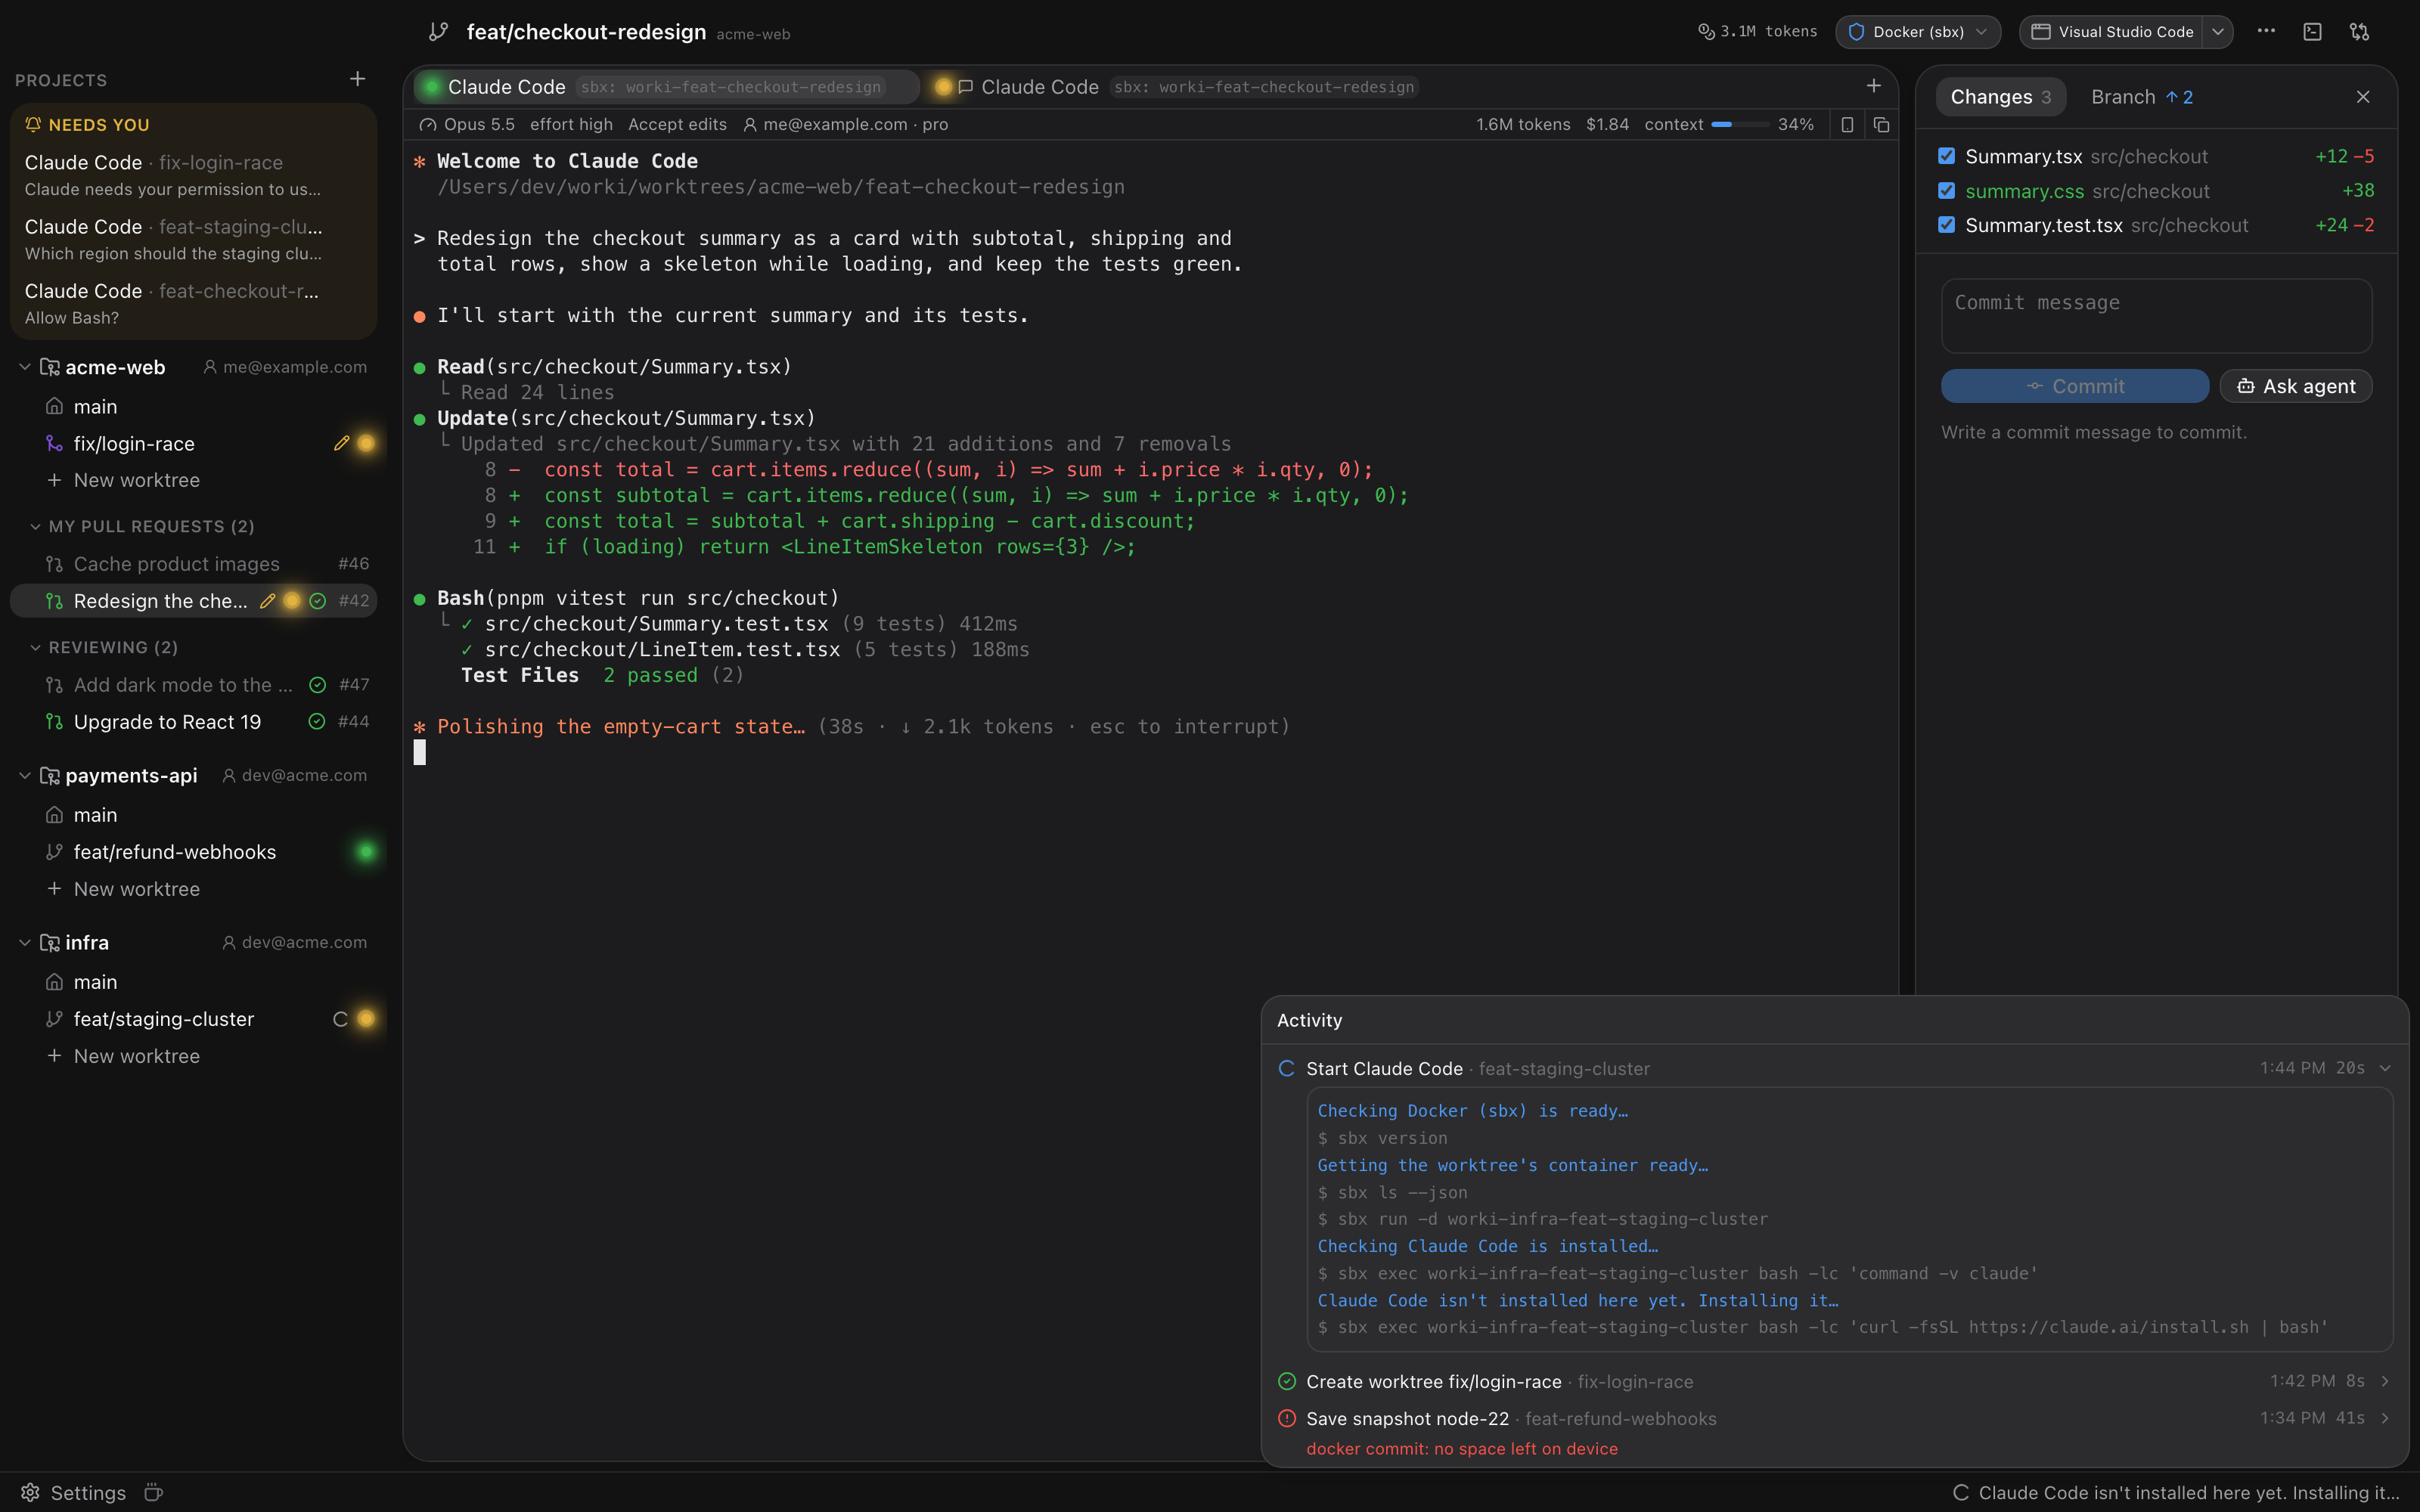 feat/checkout-redesign acme-web
3.1M tokens
Docker (sbx)
Visual Studio Code
PROJECTS
NEEDS YOU
Claude Code · fix-login-race
Claude needs your permission to us...
Claude Code · feat-staging-clu...
Which region should the staging clu...
Claude Code · feat-checkout-r...
Allow Bash?
acme-web me@example.com
main
fix/login-race
New worktree
MY PULL REQUESTS (2)
Cache product images #46
Redesign the che... #42
REVIEWING (2)
Add dark mode to the ... #47
Upgrade to React 19 #44
payments-api dev@acme.com
main
feat/refund-webhooks
New worktree
infra dev@acme.com
main
feat/staging-cluster
New worktree
Settings
Claude Code sbx: worki-feat-checkout-redesign
Claude Code sbx: worki-feat-checkout-redesign
Opus 5.5 effort high Accept edits me@example.com · pro
1.6M tokens $1.84 context 34%
✻ Welcome to Claude Code
/Users/dev/worki/worktrees/acme-web/feat-checkout-redesign
> Redesign the checkout summary as a card with subtotal, shipping and
total rows, show a skeleton while loading, and keep the tests green.
● I'll start with the current summary and its tests.
● Read(src/checkout/Summary.tsx)
└ Read 24 lines
● Update(src/checkout/Summary.tsx)
└ Updated src/checkout/Summary.tsx with 21 additions and 7 removals
8 - const total = cart.items.reduce((sum, i) => sum + i.price * i.qty, 0);
8 + const subtotal = cart.items.reduce((sum, i) => sum + i.price * i.qty, 0);
9 + const total = subtotal + cart.shipping - cart.discount;
11 + if (loading) return <LineItemSkeleton rows={3} />;
● Bash(pnpm vitest run src/checkout)
└ ✓ src/checkout/Summary.test.tsx (9 tests) 412ms
✓ src/checkout/LineItem.test.tsx (5 tests) 188ms
Test Files 2 passed (2)
✻ Polishing the empty-cart state… (38s · ↓ 2.1k tokens · esc to interrupt)
Changes 3
Branch ↑2
Summary.tsx src/checkout +12 −5
summary.css src/checkout +38
Summary.test.tsx src/checkout +24 −2
Commit message
Commit
Ask agent
Write a commit message to commit.
Activity
Start Claude Code · feat-staging-cluster 1:44 PM 20s
Checking Docker (sbx) is ready…
$ sbx version
Getting the worktree's container ready…
$ sbx ls --json
$ sbx run -d worki-infra-feat-staging-cluster
Checking Claude Code is installed…
$ sbx exec worki-infra-feat-staging-cluster bash -lc 'command -v claude'
Claude Code isn't installed here yet. Installing it…
$ sbx exec worki-infra-feat-staging-cluster bash -lc 'curl -fsSL https://claude.ai/install.sh | bash'
Create worktree fix/login-race · fix-login-race 1:42 PM 8s
Save snapshot node-22 · feat-refund-webhooks 1:34 PM 41s
docker commit: no space left on device
Claude Code isn't installed here yet. Installing it...